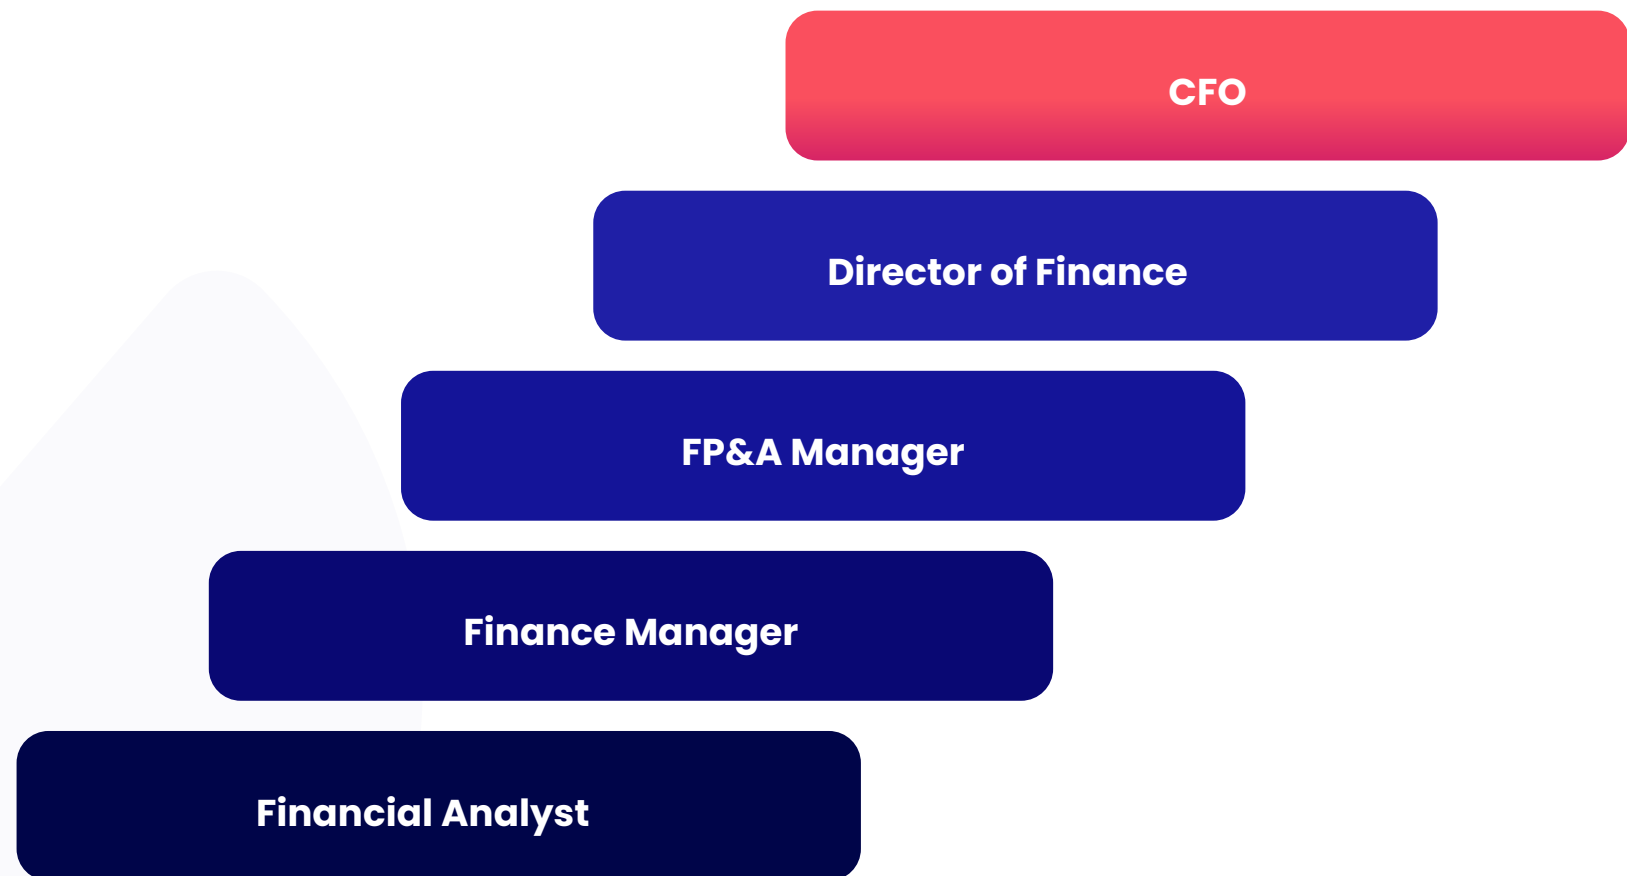 CFO
Director of Finance
FP&A Manager
Finance Manager
Financial Analyst